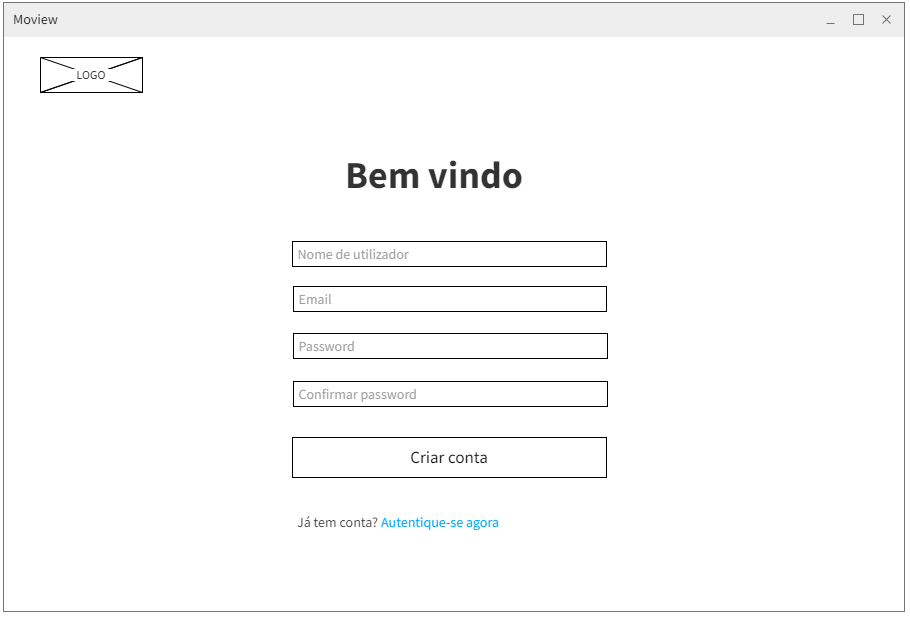 Moview
LOGO
Bem vindo
Nome de utilizador
Email
Password
Confirmar password
Criar conta
Já tem conta? Autentique-se agora